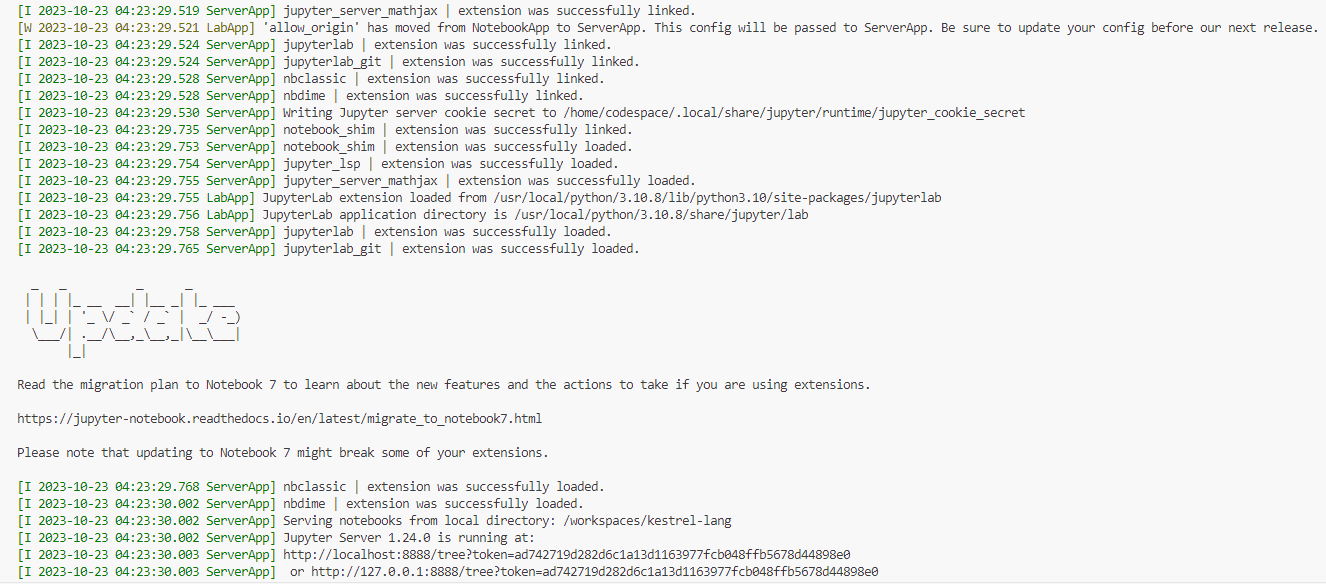 [I 2023-10-23 04:23:29.519 ServerApp] jupyter_server_mathjax | extension was successfully linked.
[W 2023-10-23 04:23:29.521 LabApp] 'allow_origin' has moved from NotebookApp to ServerApp. This config will be passed to ServerApp. Be sure to update your config before our next release.
[I 2023-10-23 04:23:29.524 ServerApp] jupyterlab | extension was successfully linked.
[I 2023-10-23 04:23:29.524 ServerApp] jupyterlab_git | extension was successfully linked.
[I 2023-10-23 04:23:29.528 ServerApp] nbclassic | extension was successfully linked.
[I 2023-10-23 04:23:29.528 ServerApp] nbdime | extension was successfully linked.
[I 2023-10-23 04:23:29.530 ServerApp] Writing Jupyter server cookie secret to /home/codespace/.local/share/jupyter/runtime/jupyter_cookie_secret
[I 2023-10-23 04:23:29.735 ServerApp] notebook_shim | extension was successfully linked.
[I 2023-10-23 04:23:29.753 ServerApp] notebook_shim | extension was successfully loaded.
[I 2023-10-23 04:23:29.754 ServerApp] jupyter_lsp | extension was successfully loaded.
[I 2023-10-23 04:23:29.755 ServerApp] jupyter_server_mathjax | extension was successfully loaded.
[I 2023-10-23 04:23:29.755 LabApp] JupyterLab extension loaded from /usr/local/python/3.10.8/lib/python3.10/site-packages/jupyterlab
[I 2023-10-23 04:23:29.756 LabApp] JupyterLab application directory is /usr/local/python/3.10.8/share/jupyter/lab
[I 2023-10-23 04:23:29.758 ServerApp] jupyterlab | extension was successfully loaded.
[I 2023-10-23 04:23:29.765 ServerApp] jupyterlab_git | extension was successfully loaded.
Update
Read the migration plan to Notebook 7 to learn about the new features and the actions to take if you are using extensions.
https://jupyter-notebook.readthedocs.io/en/latest/migrate_to_notebook7.html
Please note that updating to Notebook 7 might break some of your extensions.
[I 2023-10-23 04:23:29.768 ServerApp] nbclassic | extension was successfully loaded.
[I 2023-10-23 04:23:30.002 ServerApp] nbdime | extension was successfully loaded.
[I 2023-10-23 04:23:30.002 ServerApp] Serving notebooks from local directory: /workspaces/kestrel-lang
[I 2023-10-23 04:23:30.002 ServerApp] Jupyter Server 1.24.0 is running at:
[I 2023-10-23 04:23:30.003 ServerApp] http://localhost:8888/tree?token=ad742719d282d6c1a13d1163977fcb048ffb5678d44898e0
[I 2023-10-23 04:23:30.003 ServerApp]  or http://127.0.0.1:8888/tree?token=ad742719d282d6c1a13d1163977fcb048ffb5678d44898e0